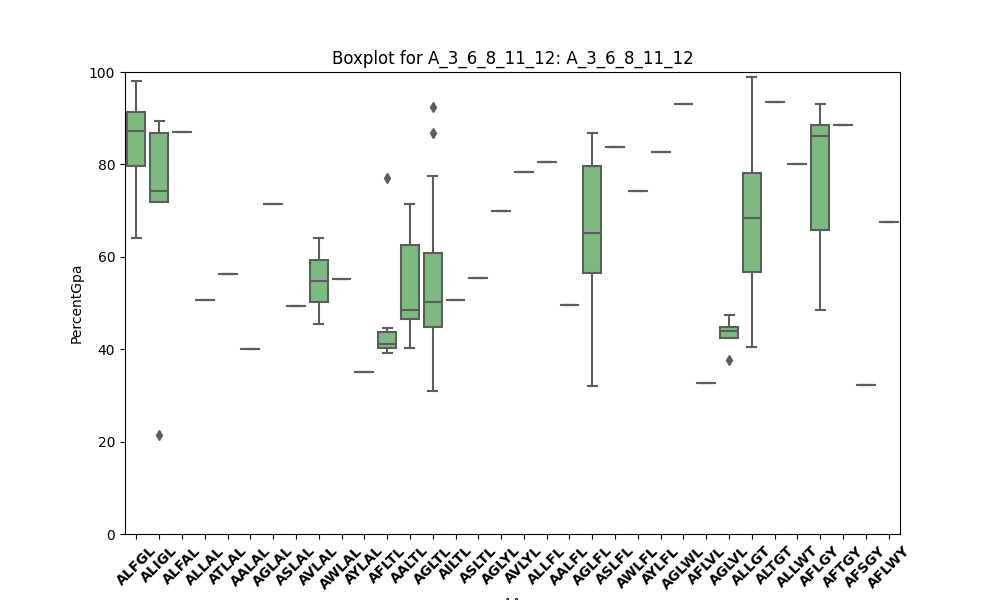 Boxplot for A_3_6_8_11_12: A_3_6_8_11_12
100
80
60
40
20
0
PercentGpa
ALFGL ALIGL ALFAL ALLAL ATLAL AALAL AGLAL ASLAL AVLAL AWLAL AYLAL AFLTL AALTL AGLTL AILTL ASLTL AGLYL AVLYL ALLFL AALFL AGLFL ASLFL AWLFL AYLFL AGLWL AFLVL AGLVL ALLGT ALTGT ALLWT AFLGY AFTGY AFSGY AFLWY